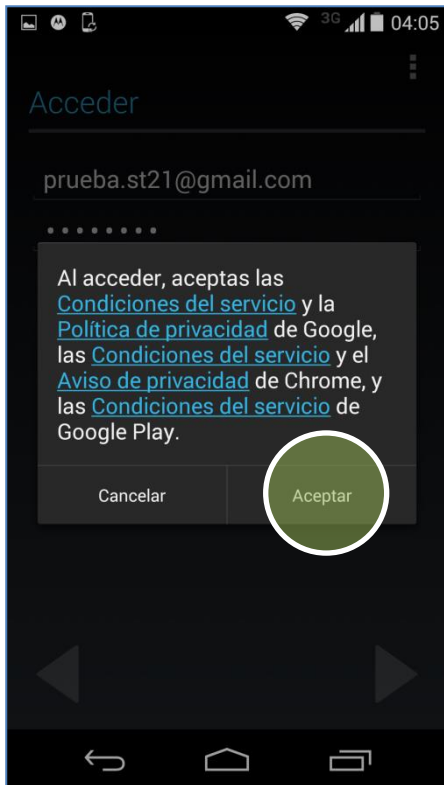 3G 04:05
Acceder
prueba.st21@gmail.com
Al acceder, aceptas las
Condiciones del servicio y la
Política de privacidad de Google,
las Condiciones del servicio y el
Aviso de privacidad de Chrome, y
las Condiciones del servicio de
Google Play.
Cancelar Aceptar